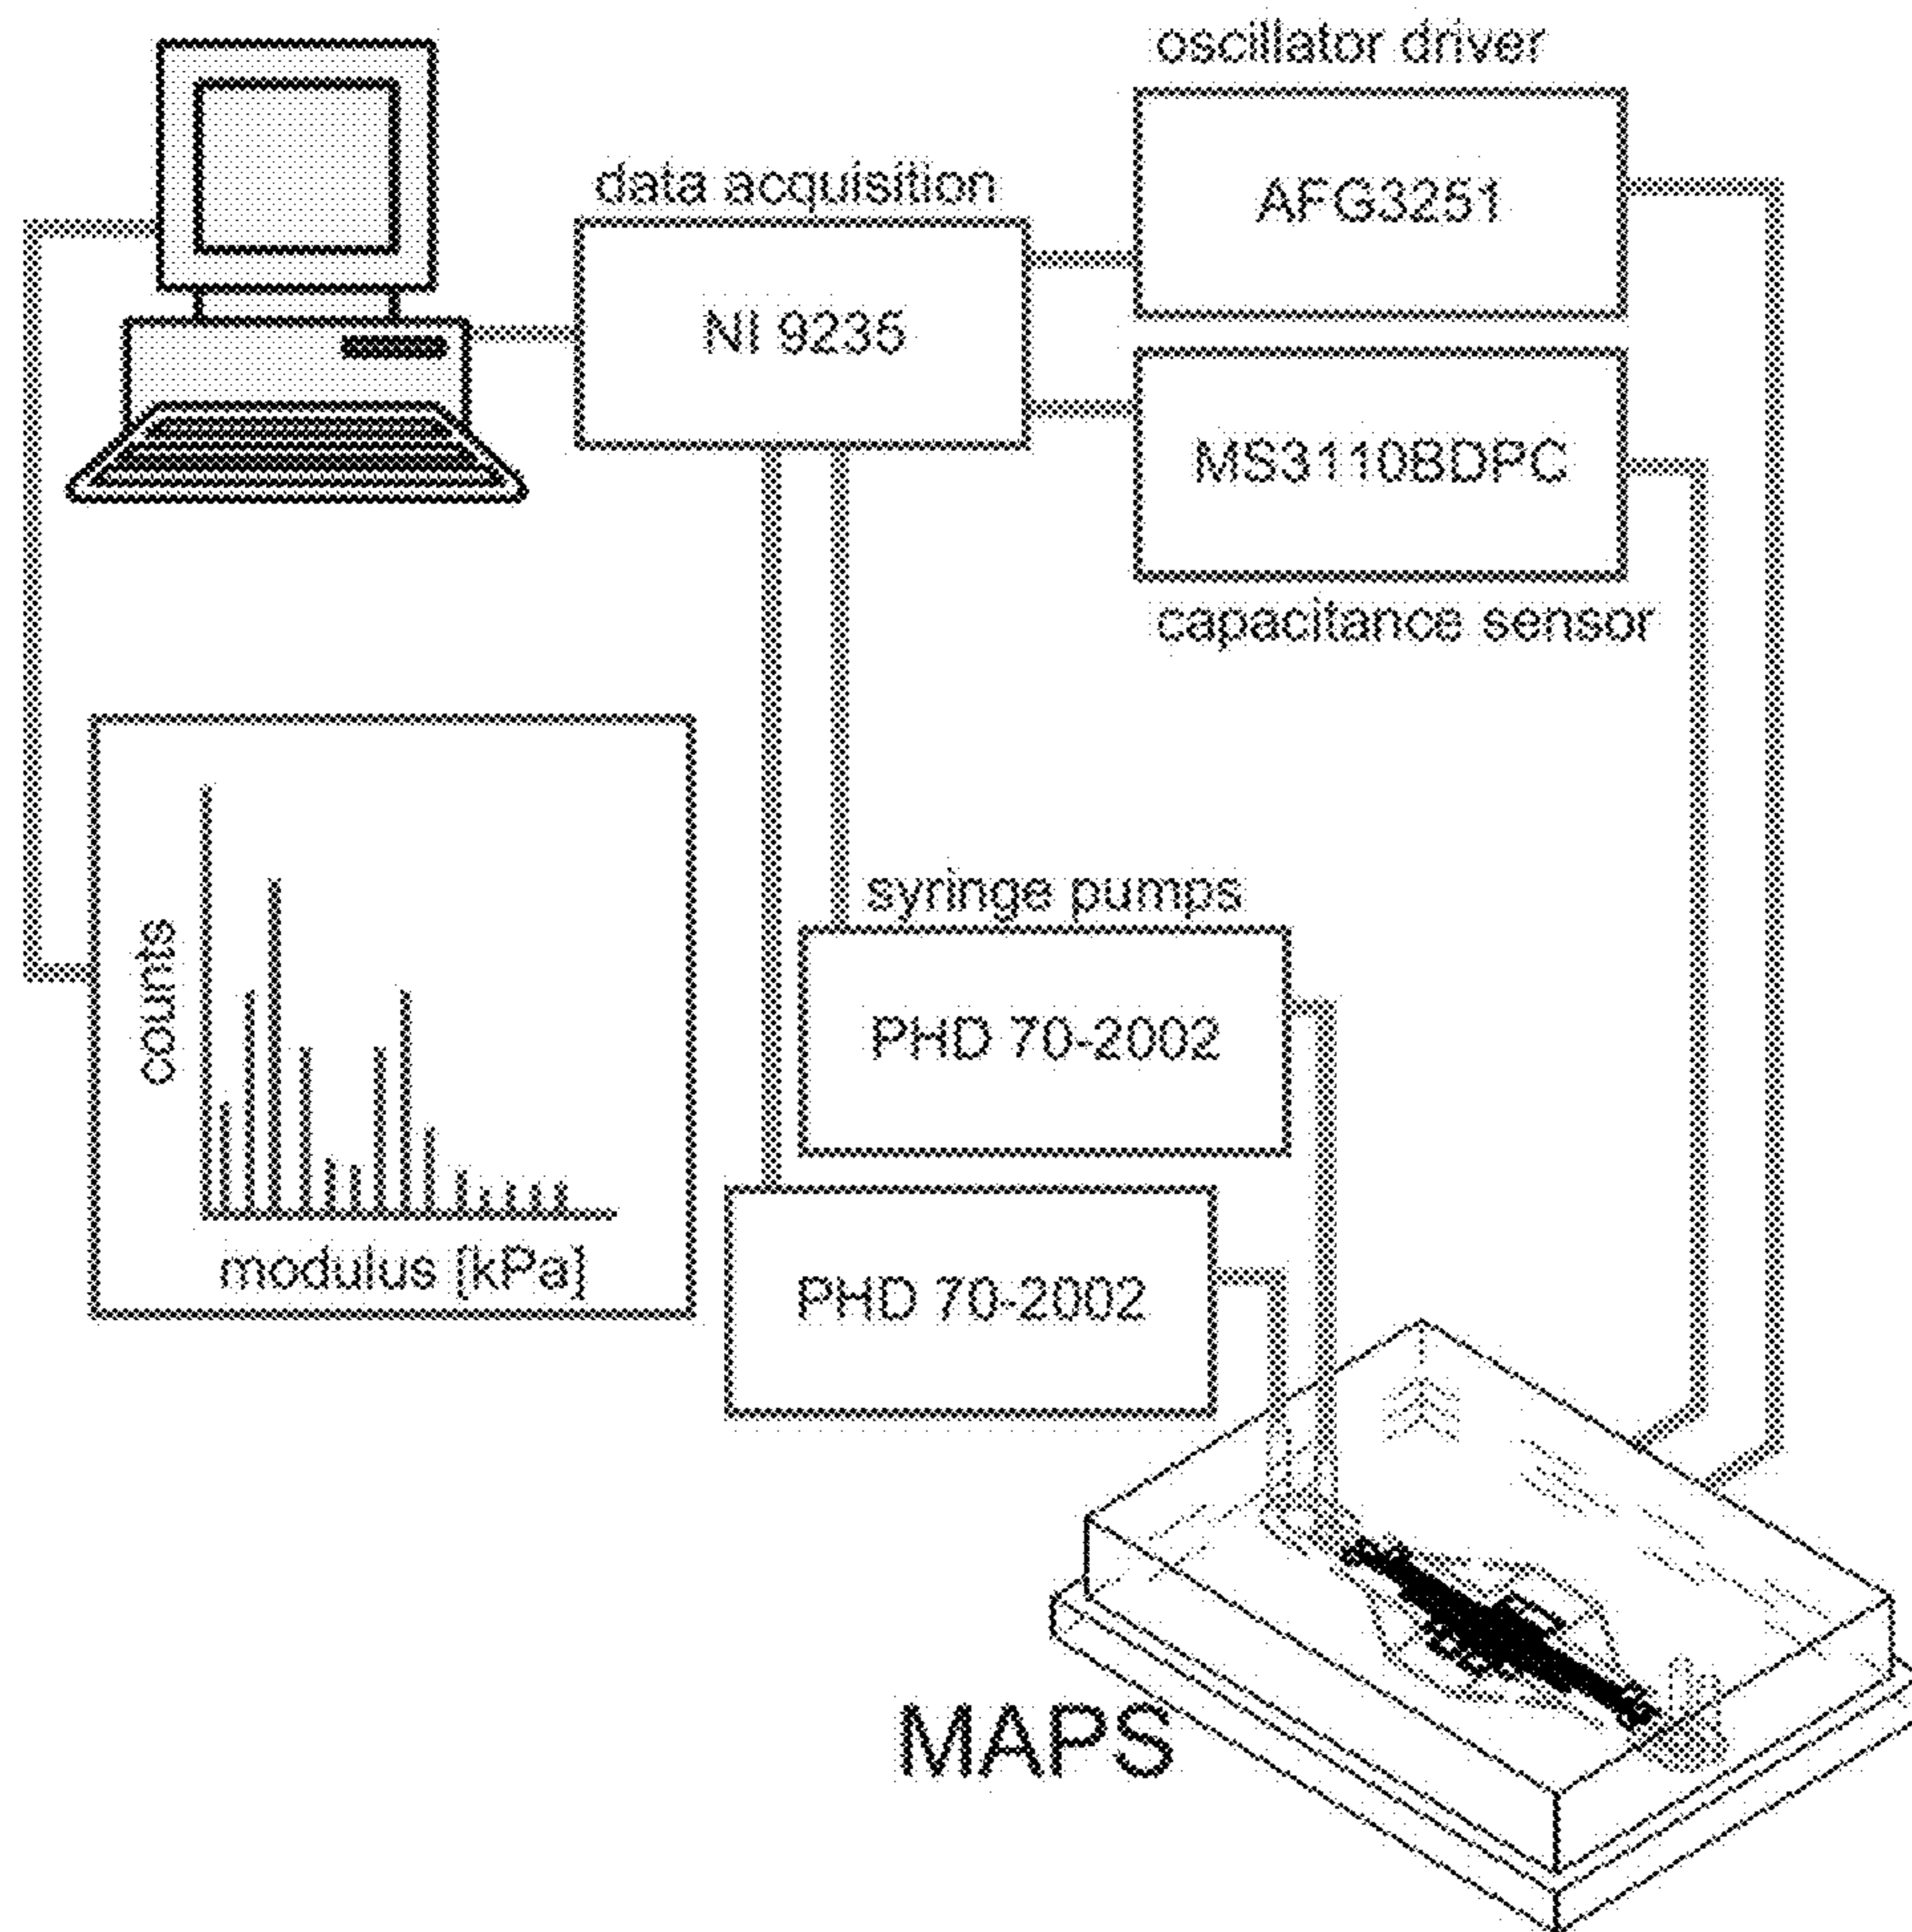 oscillator driver
AFG3251
data acquisition
NI 9235
MS3110BDPC
capacitance sensor
syringe pumps
PHD 70-2002
counts
modulus [kPa]
PHD 70-2002
MAPS